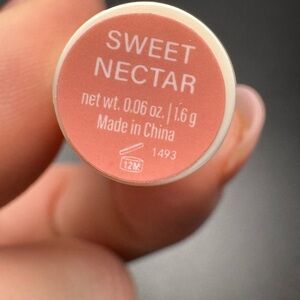 SWEET
NECTAR
net wt. 0.06 oz. | 1.6 g
Made in China
1493
12M